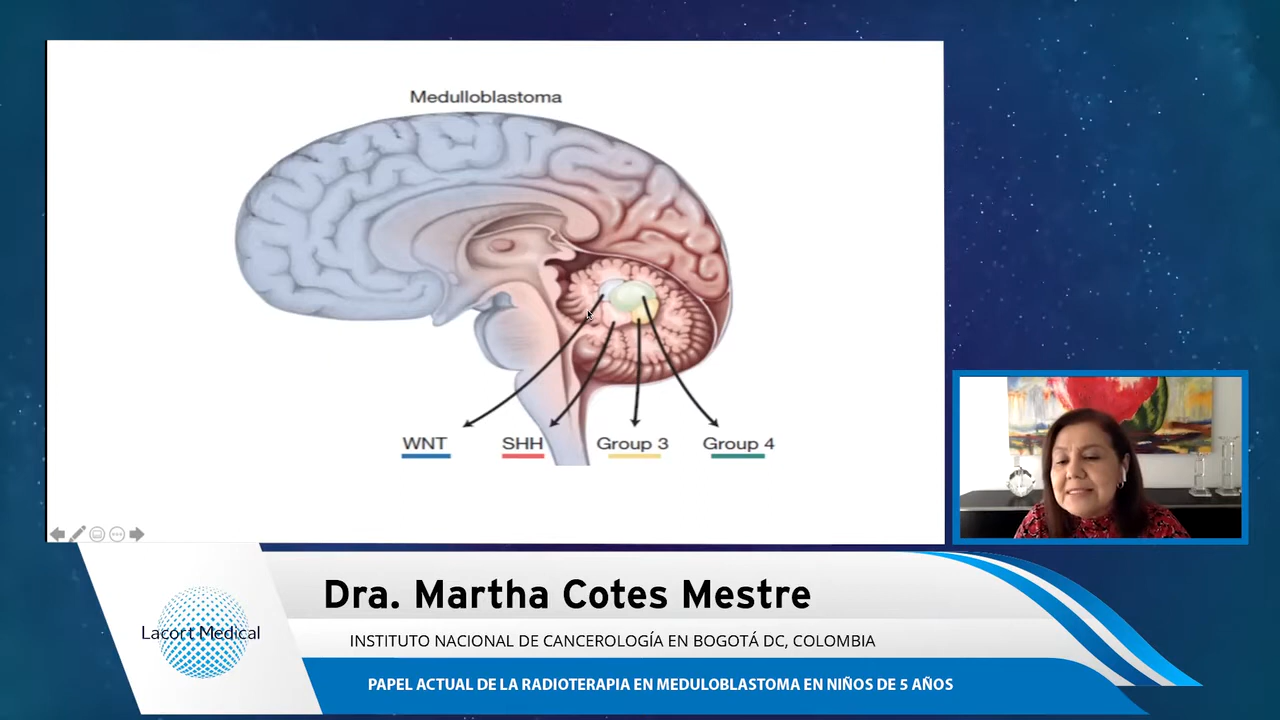 Medulloblastoma
WNT
SHH
Group 3
Group 4
Dra. Martha Cotes Mestre
Lacort Medical
INSTITUTO NACIONAL DE CANCEROLOGÍA EN BOGOTÁ DC, COLOMBIA
PAPEL ACTUAL DE LA RADIOTERAPIA EN MEDULOBLASTOMA EN NIÑOS DE 5 AÑOS